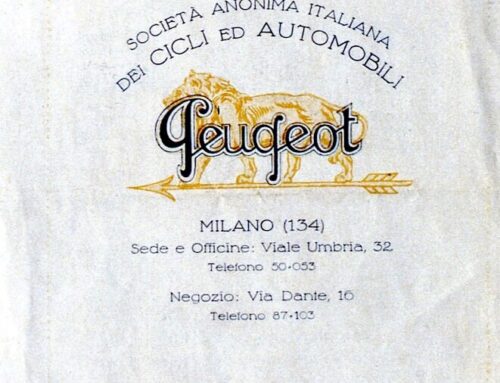 SOCIETÀ ANONIMA ITALIANA
DEI CICLI ED AUTOMOBILI
Peugeot
MILANO (134)
Sede e Officine: Viale Umbria, 32
Telefono 50-053
Negozio: Via Dante, 16
Telefono 87-103